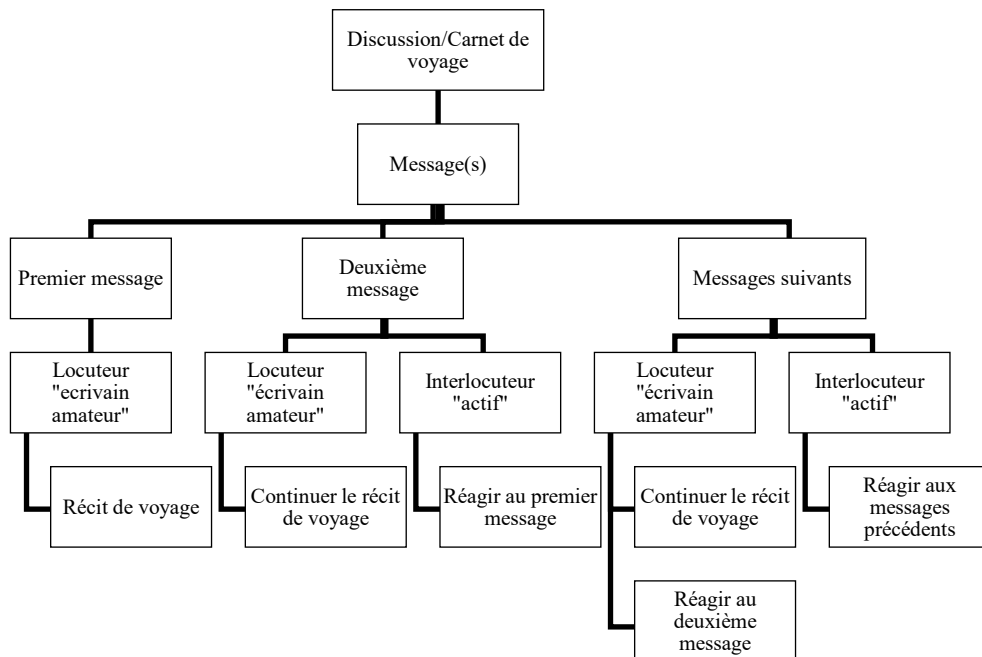 Discussion/Carnet de
voyage
Message(s)
Premier message
Deuxième
message
Messages suivants
Locuteur
"ecrivain
amateur"
Locuteur
"écrivain
amateur"
Interlocuteur
"actif"
Locuteur
"écrivain
amateur"
Interlocuteur
"actif"
Récit de voyage
Continuer le récit
de voyage
Réagir au premier
message
Continuer le récit
de voyage
Réagir aux
messages
précédents
Réagir au
deuxième
message